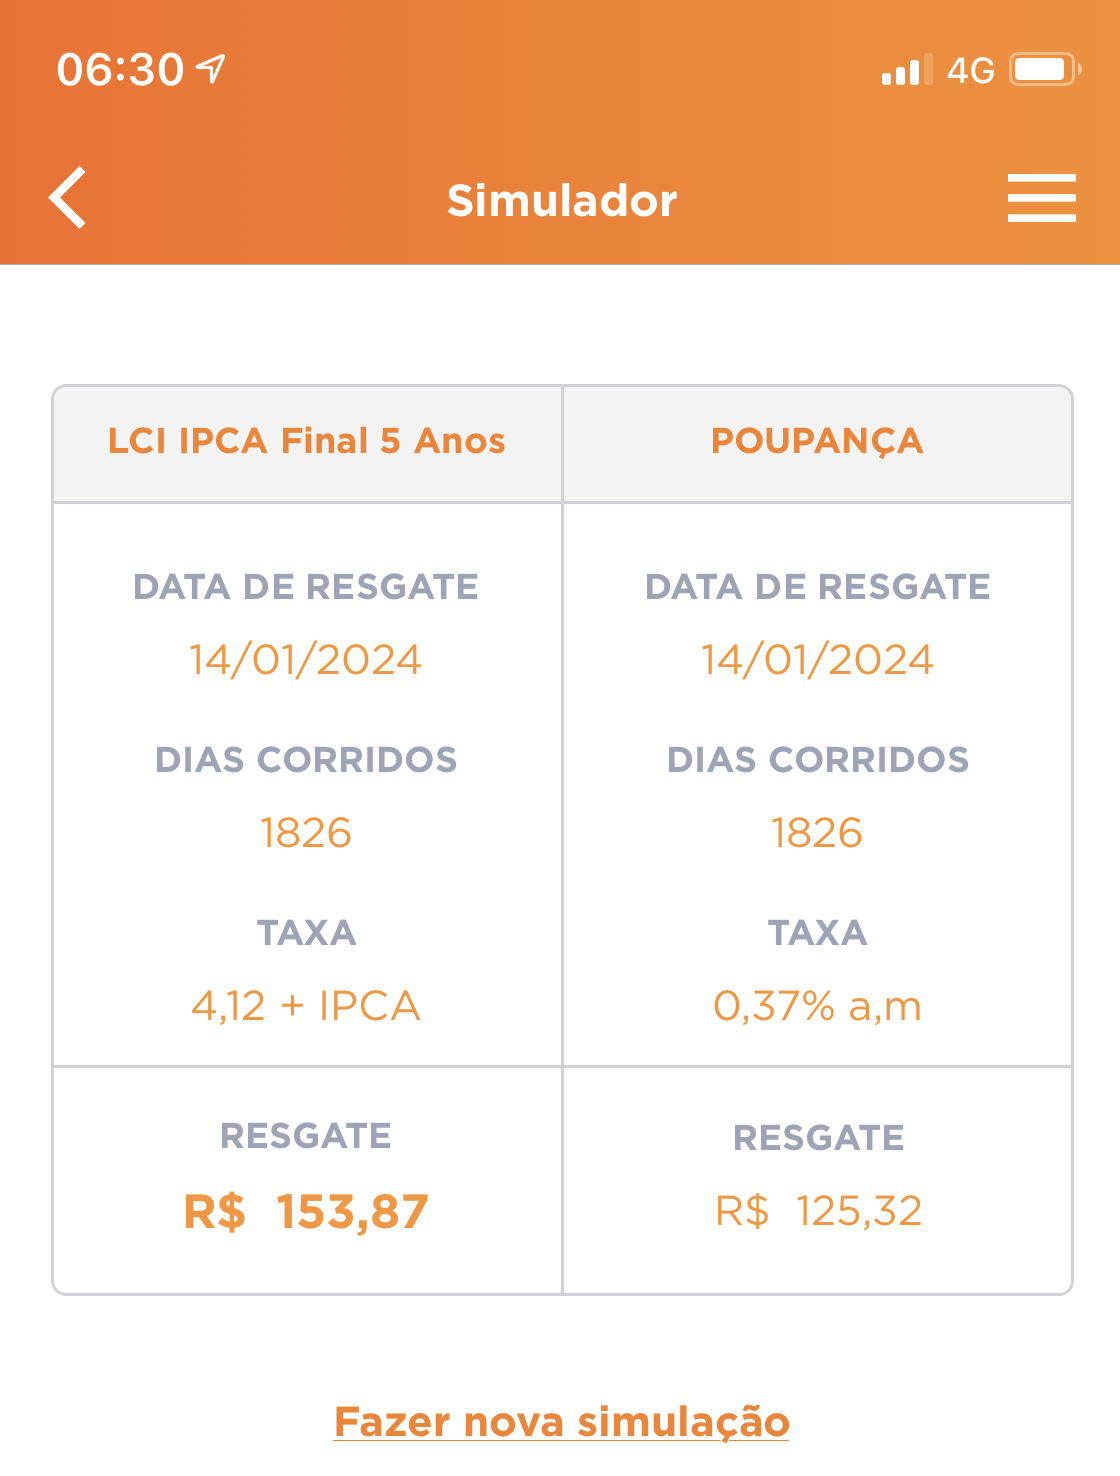 06:30
4G
Simulador
LCI IPCA Final 5 Anos
POUPANÇA
DATA DE RESGATE
14/01/2024
DIAS CORRIDOS
1826
TAXA
4,12 + IPCA
RESGATE
R$ 153,87
DATA DE RESGATE
14/01/2024
DIAS CORRIDOS
1826
TAXA
0,37% a,m
RESGATE
R$ 125,32
Fazer nova simulação